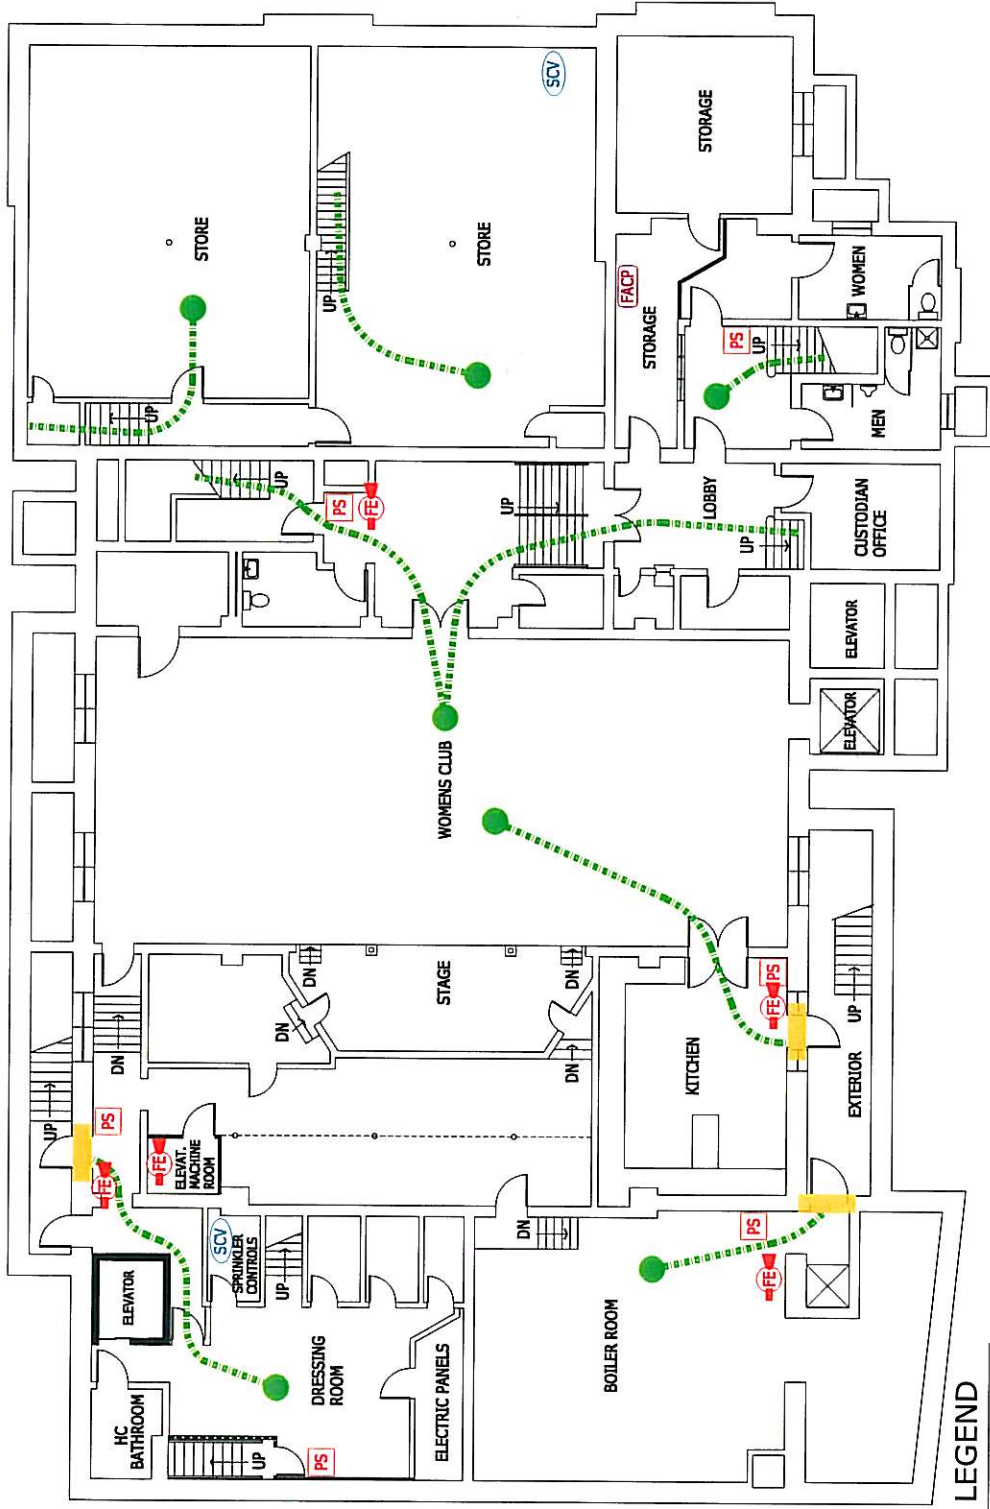 STORE
UP
SCV
UP
STORE
STORAGE
FACP
STORAGE
PS
UP
WOMEN
MEN
UP
PS
FE
UP
LOBBY
UP
CUSTODIAN
OFFICE
ELEVATOR
ELEVATOR
WOMENS CLUB
STAGE
DN
DN
DN
DN
DN
UP
PS
FE
FE
ELEVAT.
MACHINE
ROOM
KITCHEN
PS
FE
UP
EXTERIOR
SCV
SPRINKLER
CONTROLS
UP
ELEVATOR
HC
BATHROOM
DRESSING
ROOM
UP
PS
ELECTRIC PANELS
DN
BOILER ROOM
PS
FE
LEGEND